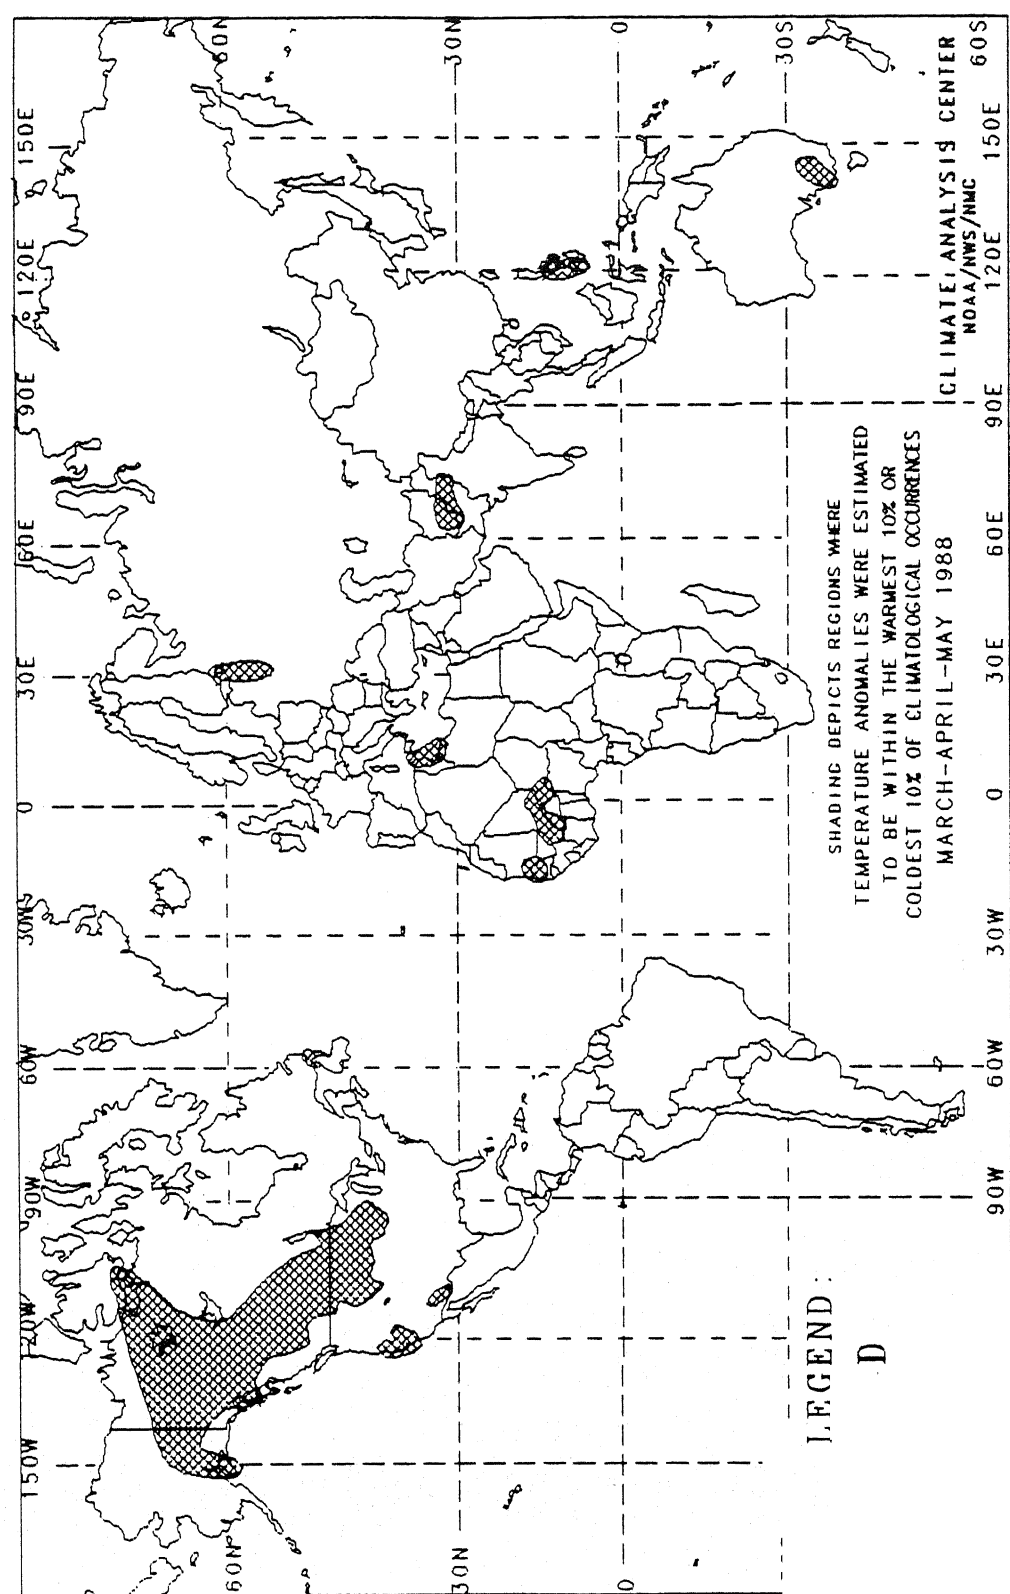 150W
120W
90W
60W
30W
0
30E
60E
90E
120E
150E
60N
60N
30N
30N
0
0
30S
60S
90W
60W
30W
0
30E
60E
90E
120E
150E
LEGEND:
D
SHADING DEPICTS REGIONS WHERE
TEMPERATURE ANOMALIES WERE ESTIMATED
TO BE WITHIN THE WARMEST 10% OR
COLDEST 10% OF CLIMATOLOGICAL OCCURRENCES
MARCH-APRIL-MAY 1988
CLIMATE ANALYSIS CENTER
NOAA/NWS/NMC